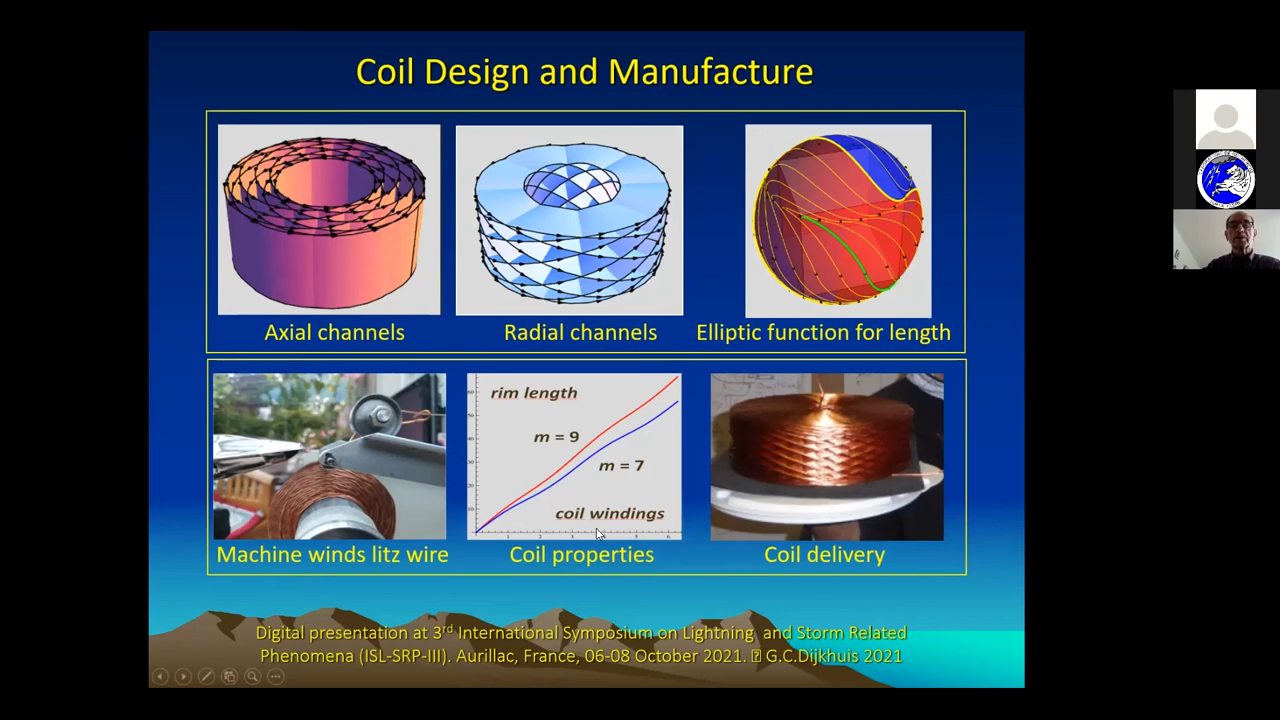 Coil Design and Manufacture
Axial channels
Radial channels
Elliptic function for length
rim length
m = 9
m = 7
coil windings
Machine winds litz wire
Coil properties
Coil delivery
Digital presentation at 3rd International Symposium on Lightning and Storm Related
Phenomena (ISL-SRP-III). Aurillac, France, 06-08 October 2021. G.C.Dijkhuis 2021